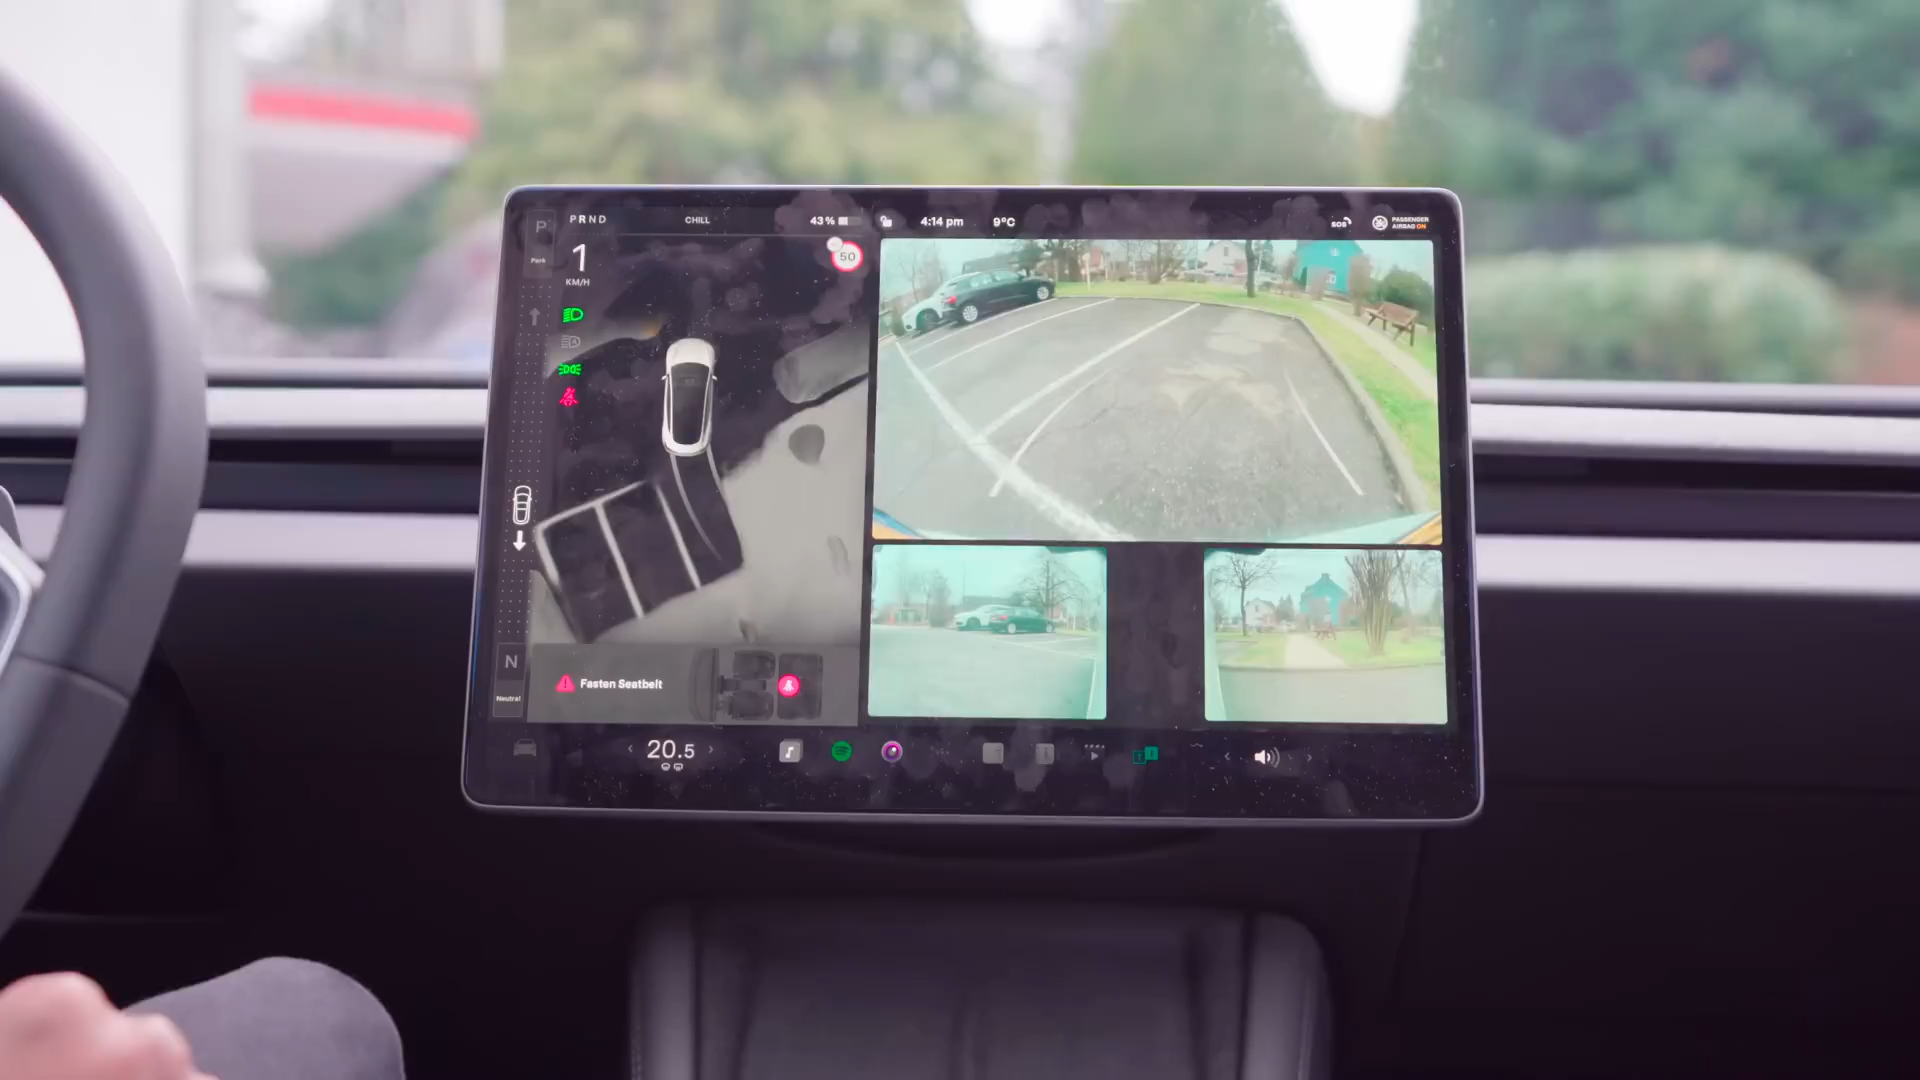 P
Park
PRND
CHILL
43 %
4:14 pm
9°C
SOS
PASSENGER
AIRBAG ON
1
KM/H
50
N
Neutral
Fasten Seatbelt
20.5